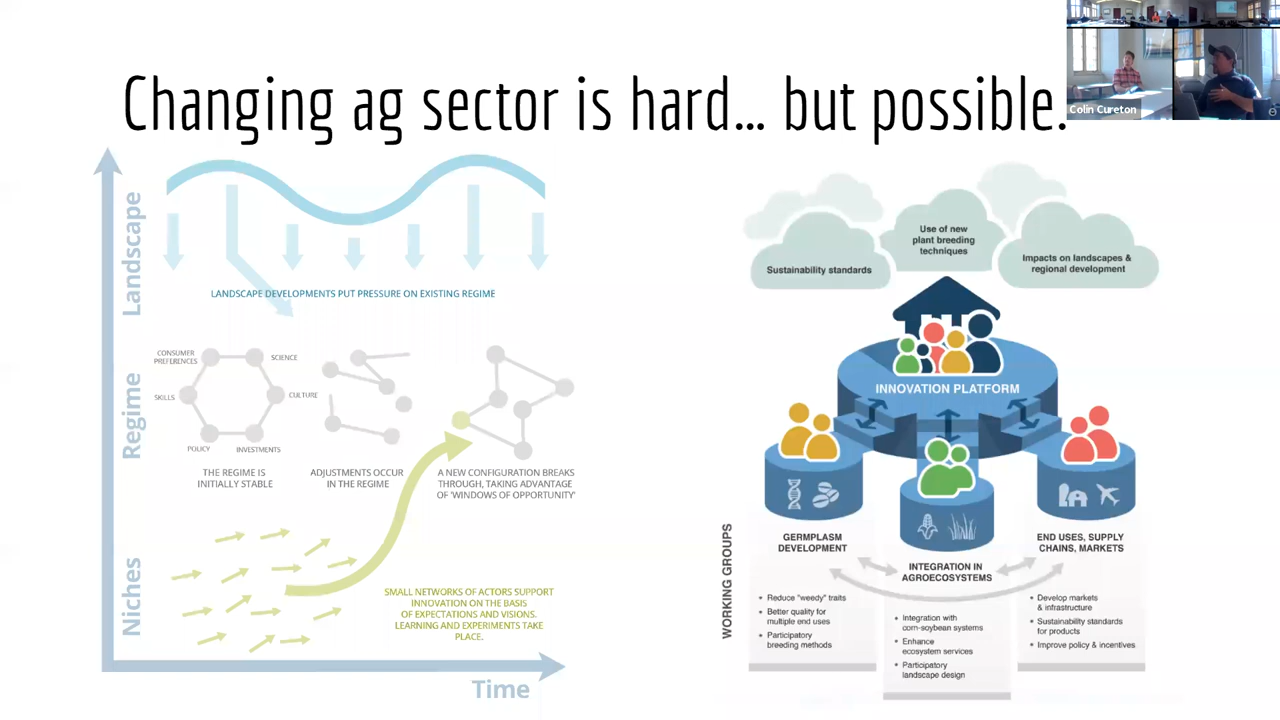 Changing ag sector is hard... but possible.
Colin Cureton
Landscape
LANDSCAPE DEVELOPMENTS PUT PRESSURE ON EXISTING REGIME
Regime
CONSUMER
PREFERENCES
SCIENCE
SKILLS
CULTURE
POLICY
INVESTMENTS
THE REGIME IS
INITIALLY STABLE
ADJUSTMENTS OCCUR
IN THE REGIME
A NEW CONFIGURATION BREAKS
THROUGH, TAKING ADVANTAGE
OF 'WINDOWS OF OPPORTUNITY'
Niches
SMALL NETWORKS OF ACTORS SUPPORT
INNOVATION ON THE BASIS
OF EXPECTATIONS AND VISIONS.
LEARNING AND EXPERIMENTS TAKE
PLACE.
Time
Sustainability standards
Use of new
plant breeding
techniques
Impacts on landscapes &
regional development
INNOVATION PLATFORM
WORKING GROUPS
GERMPLASM
DEVELOPMENT
• Reduce "weedy" traits
• Better quality for
multiple end uses
• Participatory
breeding methods
INTEGRATION IN
AGROECOSYSTEMS
• Integration with
corn-soybean systems
• Enhance
ecosystem services
• Participatory
landscape design
END USES, SUPPLY
CHAINS, MARKETS
• Develop markets
& infrastructure
• Sustainability standards
for products
• Improve policy & incentives